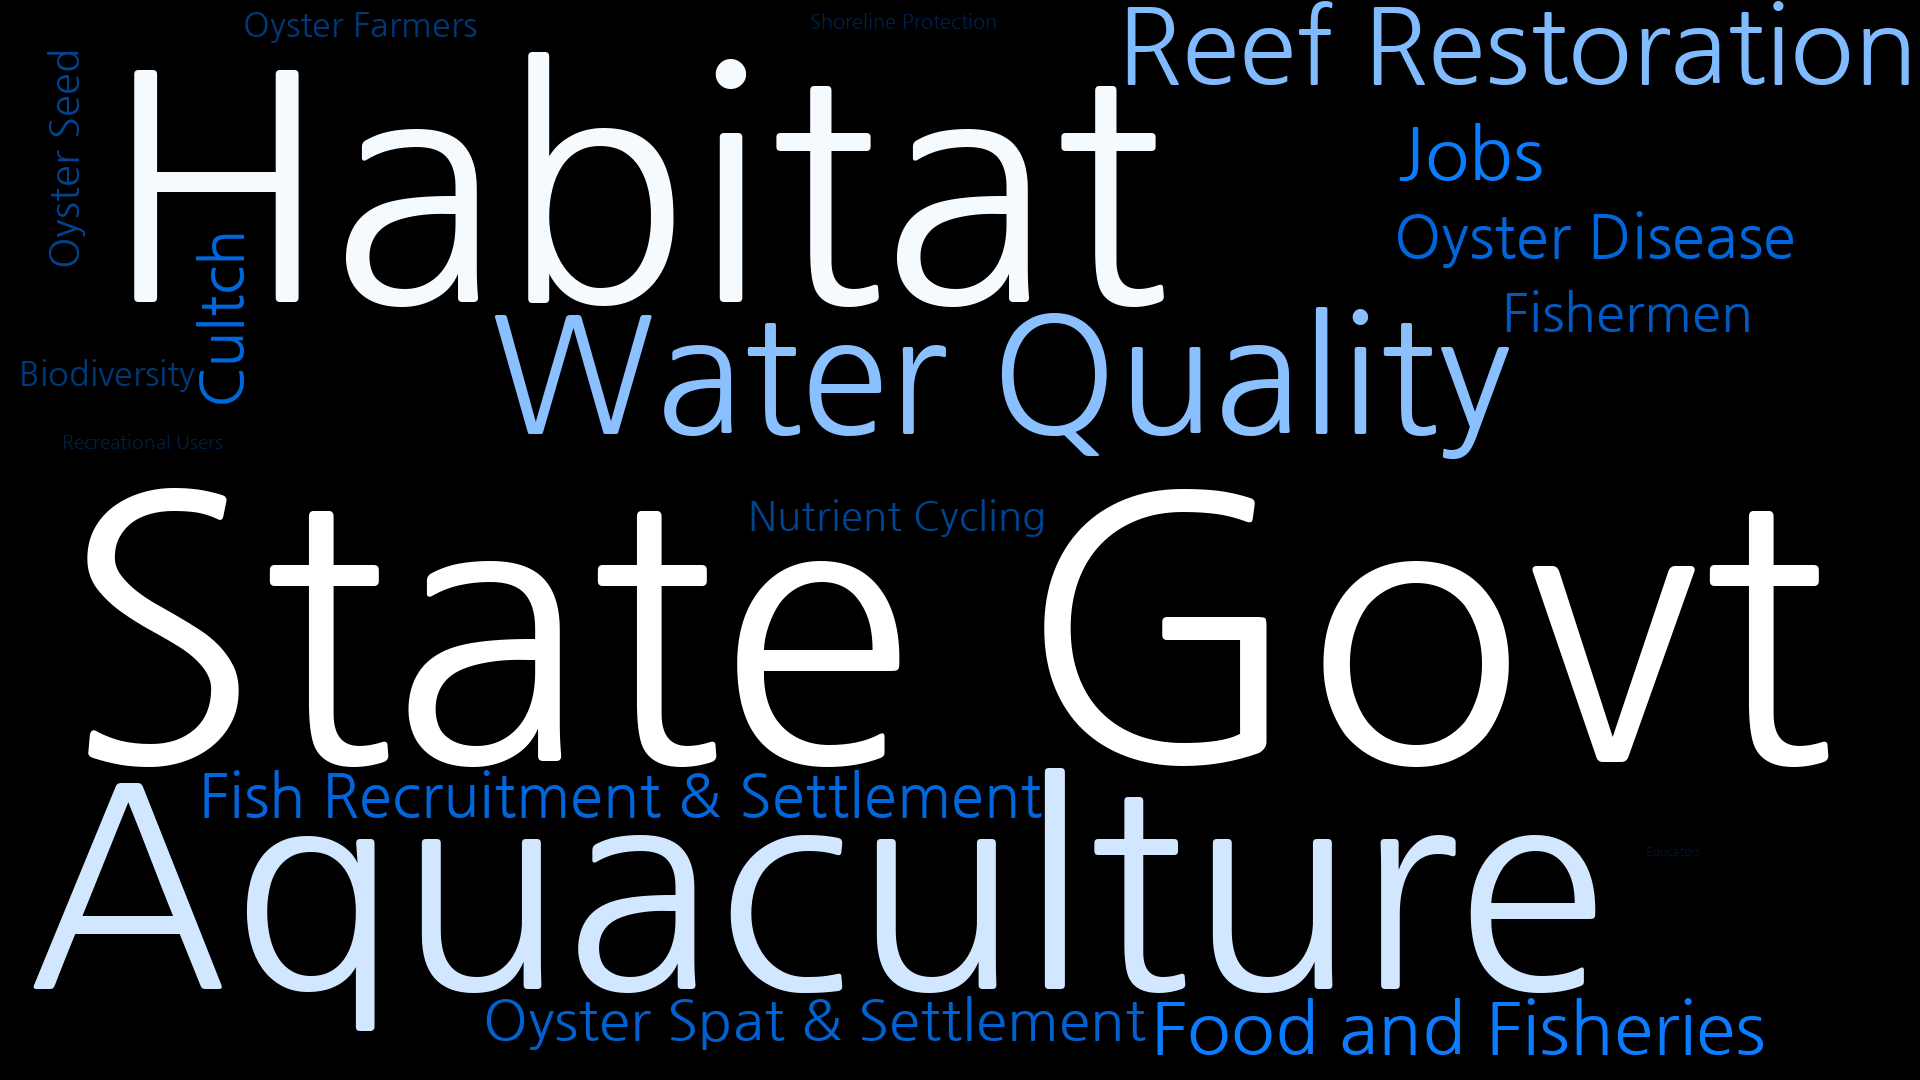 Oyster Farmers
Shoreline Protection
Reef Restoration
Oyster Seed
Habitat
Jobs
Oyster Disease
Cultch
Fishermen
Water Quality
Biodiversity
Recreational Users
Nutrient Cycling
State Govt
Fish Recruitment & Settlement
Aquaculture
Educators
Oyster Spat & Settlement
Food and Fisheries